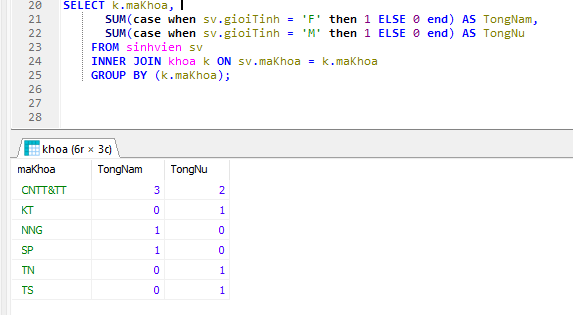 20 SELECT k.maKhoa,
21 SUM(case when sv.gioiTinh = 'F' then 1 ELSE 0 end) AS TongNam,
22 SUM(case when sv.gioiTinh = 'M' then 1 ELSE 0 end) AS TongNu
23 FROM sinhvien sv
24 INNER JOIN khoa k ON sv.maKhoa = k.maKhoa
25 GROUP BY (k.maKhoa);
26
27
28
khoa (6r × 3c)
maKhoa TongNam TongNu
CNTT&TT 3 2
KT 0 1
NNG 1 0
SP 1 0
TN 0 1
TS 0 1